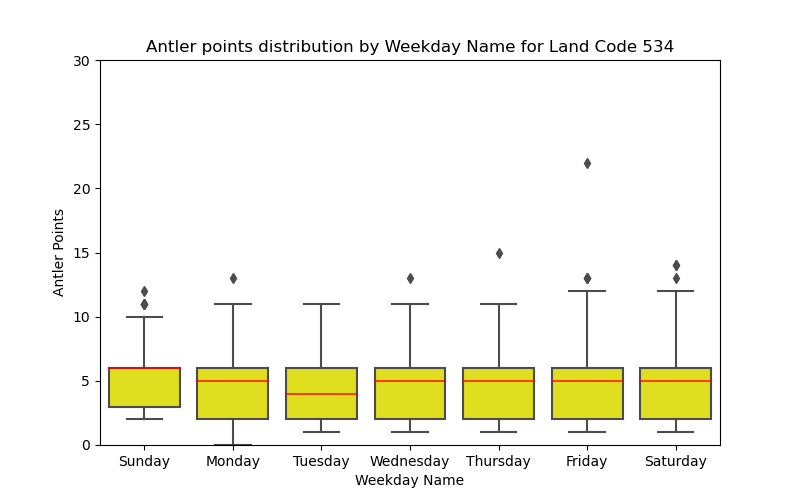 Antler points distribution by Weekday Name for Land Code 534
30
25
20
15
10
5
0
Antler Points
Sunday Monday Tuesday Wednesday Thursday Friday Saturday
Weekday Name